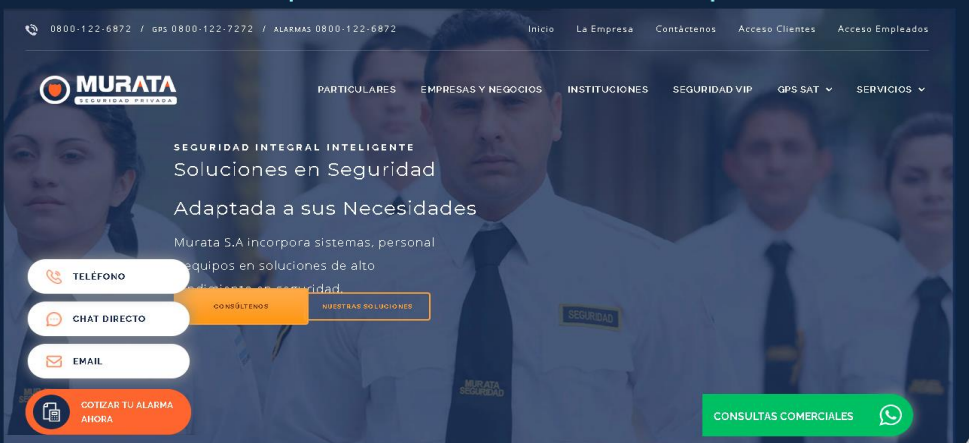 0800-122-6872 / GPS 0800-122-7272 / ALARMAS 0800-122-6872
Inicio La Empresa Contáctenos Acceso Clientes Acceso Empleados
MURATA
SEGURIDAD PRIVADA
PARTICULARES EMPRESAS Y NEGOCIOS INSTITUCIONES SEGURIDAD VIP GPS SAT SERVICIOS
SEGURIDAD INTEGRAL INTELIGENTE
Soluciones en Seguridad
Adaptada a sus Necesidades
Murata S.A incorpora sistemas, personal
equipos en soluciones de alto
en
CONSÚLTENOS
NUESTRAS SOLUCIONES
TELÉFONO
CHAT DIRECTO
EMAIL
COTIZAR TU ALARMA
AHORA
SEGURIDAD
MURATA
SEGURIDAD
CONSULTAS COMERCIALES